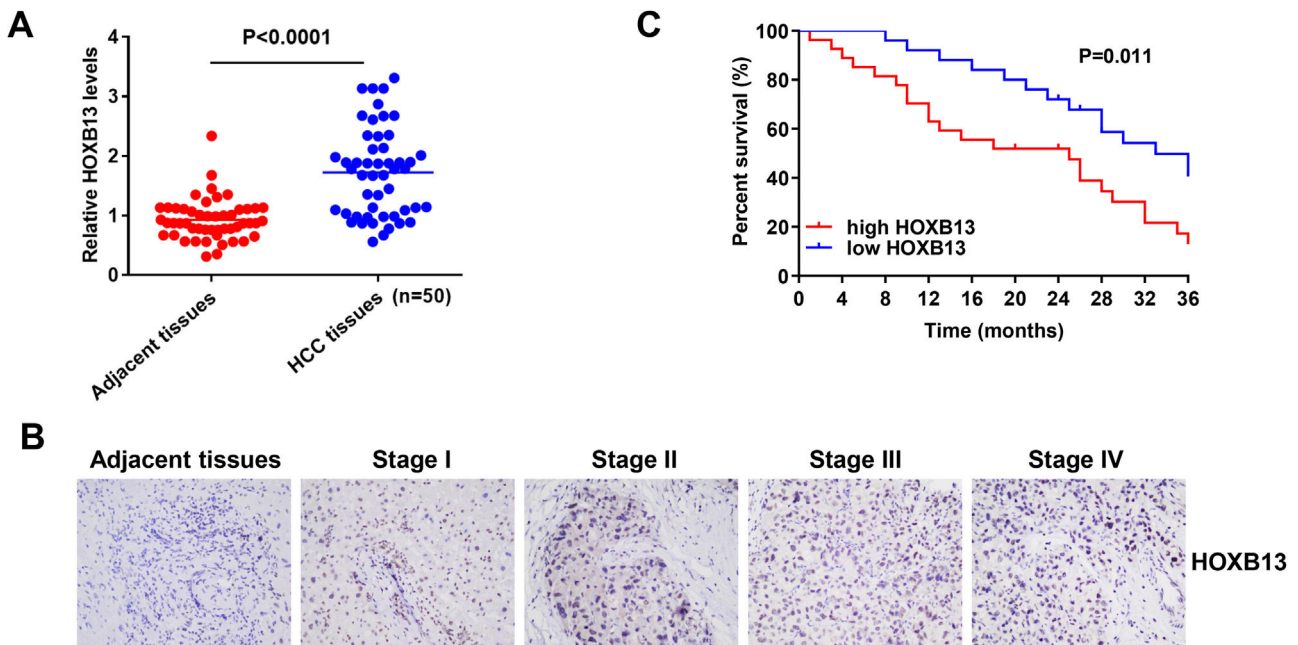 A
P<0.0001
Relative HOXB13 levels
4
3
2
1
0
Adjacent tissues
HCC tissues
(n=50)
C
P=0.011
Percent survival (%)
100
80
60
40
20
0
high HOXB13
low HOXB13
0 4 8 12 16 20 24 28 32 36
Time (months)
B
Adjacent tissues Stage I Stage II Stage III Stage IV
HOXB13